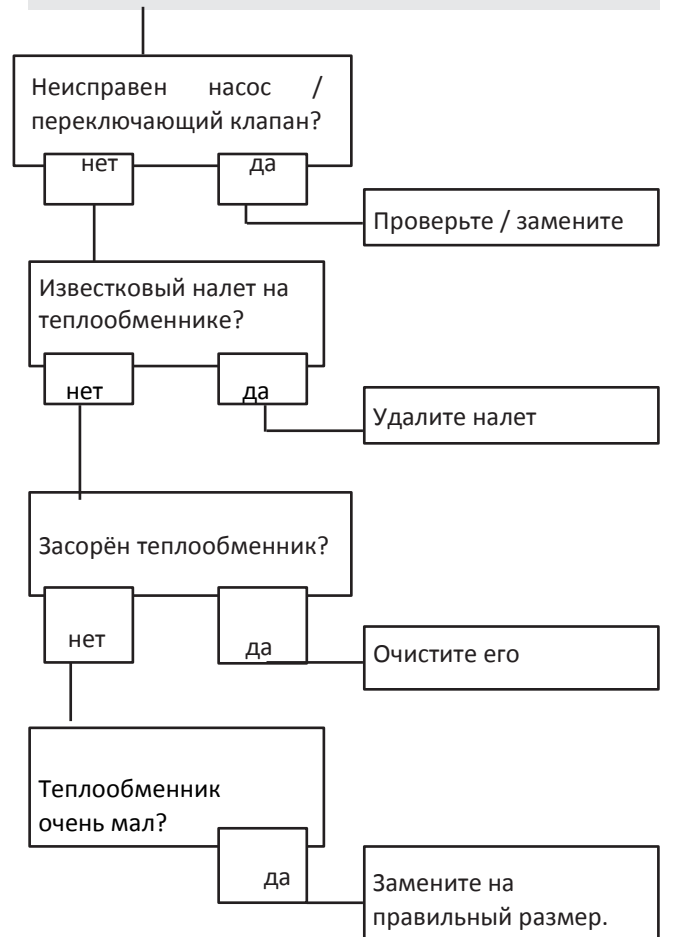 Неисправен насос /
переключающий клапан?
нет да
Проверьте / замените
Известковый налет на
теплообменнике?
нет да
Удалите налет
Засорён теплообменник?
нет да
Очистите его
Теплообменник
очень мал?
да
Замените на
правильный размер.